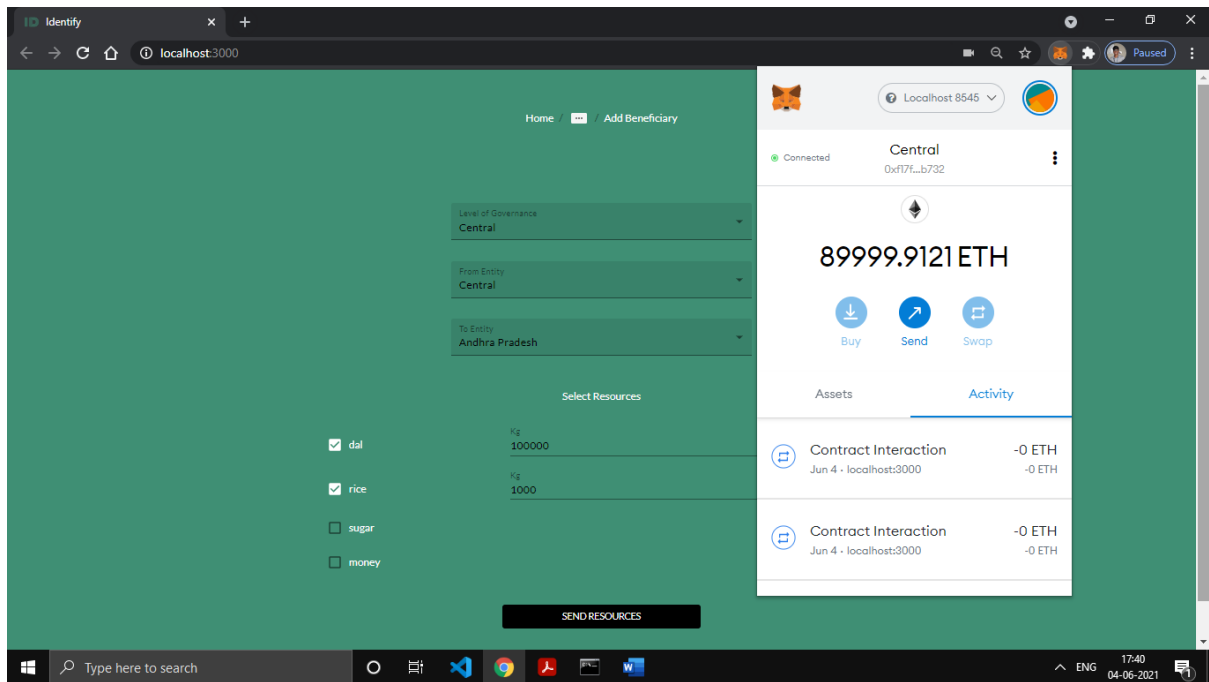 ID Identify
localhost:3000
Paused
Home / ... / Add Beneficiary
Level of Governance
Central
From Entity
Central
To Entity
Andhra Pradesh
Select Resources
dal
Kg
100000
rice
Kg
1000
sugar
money
SEND RESOURCES
Localhost 8545
Connected
Central
0xf17f...b732
89999.9121 ETH
Buy Send Swap
Assets Activity
Contract Interaction -0 ETH
Jun 4 · localhost:3000 -0 ETH
Contract Interaction -0 ETH
Jun 4 · localhost:3000 -0 ETH
Type here to search
ENG
17:40
04-06-2021
1